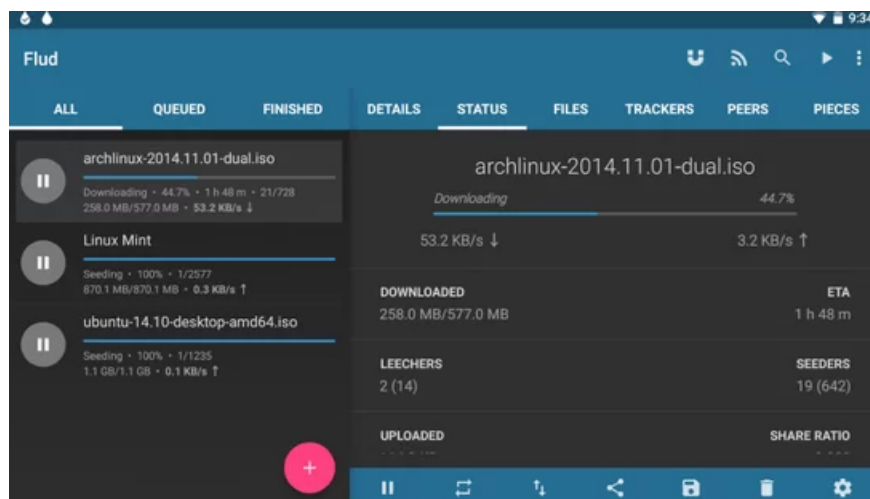 9:34
Flud
ALL QUEUED FINISHED
DETAILS STATUS FILES TRACKERS PEERS PIECES
archlinux-2014.11.01-dual.iso
Downloading • 44.7% • 1 h 48 m • 21/728
258.0 MB/577.0 MB • 53.2 KB/s ↓
Linux Mint
Seeding • 100% • 1/2577
870.1 MB/870.1 MB • 0.3 KB/s ↑
ubuntu-14.10-desktop-amd64.iso
Seeding • 100% • 1/1235
1.1 GB/1.1 GB • 0.1 KB/s ↑
+
archlinux-2014.11.01-dual.iso
Downloading 44.7%
53.2 KB/s ↓ 3.2 KB/s ↑
DOWNLOADED ETA
258.0 MB/577.0 MB 1 h 48 m
LEECHERS SEEDERS
2 (14) 19 (642)
UPLOADED SHARE RATIO